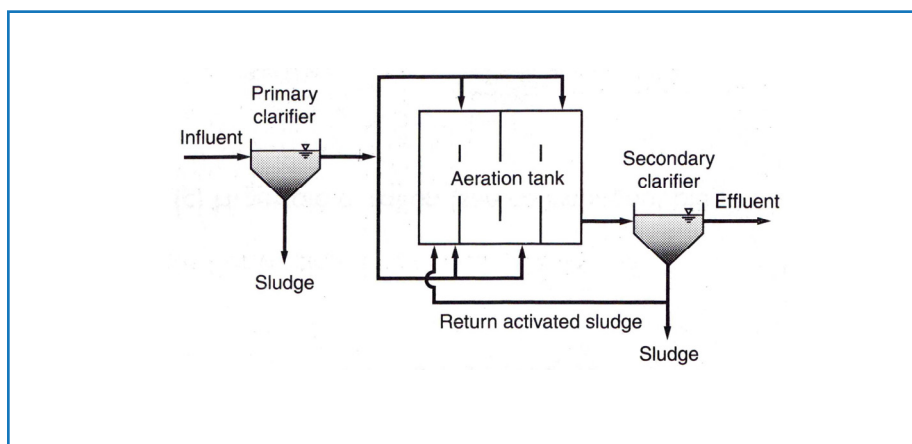 Primary
clarifier
Influent
Aeration tank
Secondary
clarifier
Effluent
Sludge
Return activated sludge
Sludge